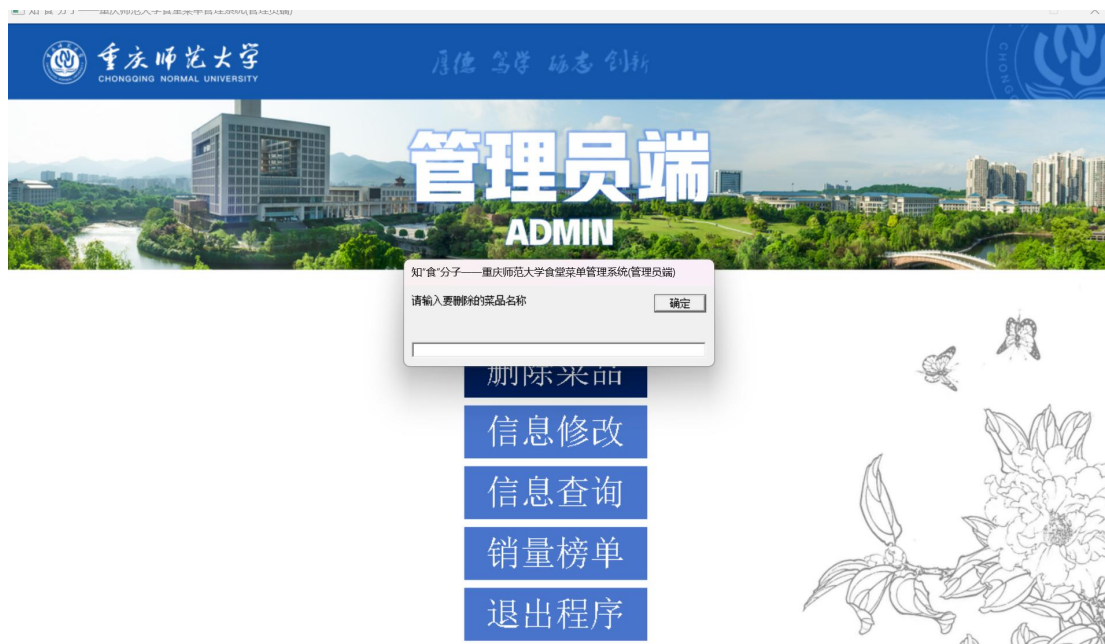 知"食"分子——重庆师范大学食堂菜单管理系统(管理员端)
重庆师范大学
CHONGQING NORMAL UNIVERSITY
厚德 笃学 砺志 创新
CHONG
管理员端
ADMIN
知"食"分子——重庆师范大学食堂菜单管理系统(管理员端)
请输入要删除的菜品名称
确定
删除菜品
信息修改
信息查询
销量榜单
退出程序